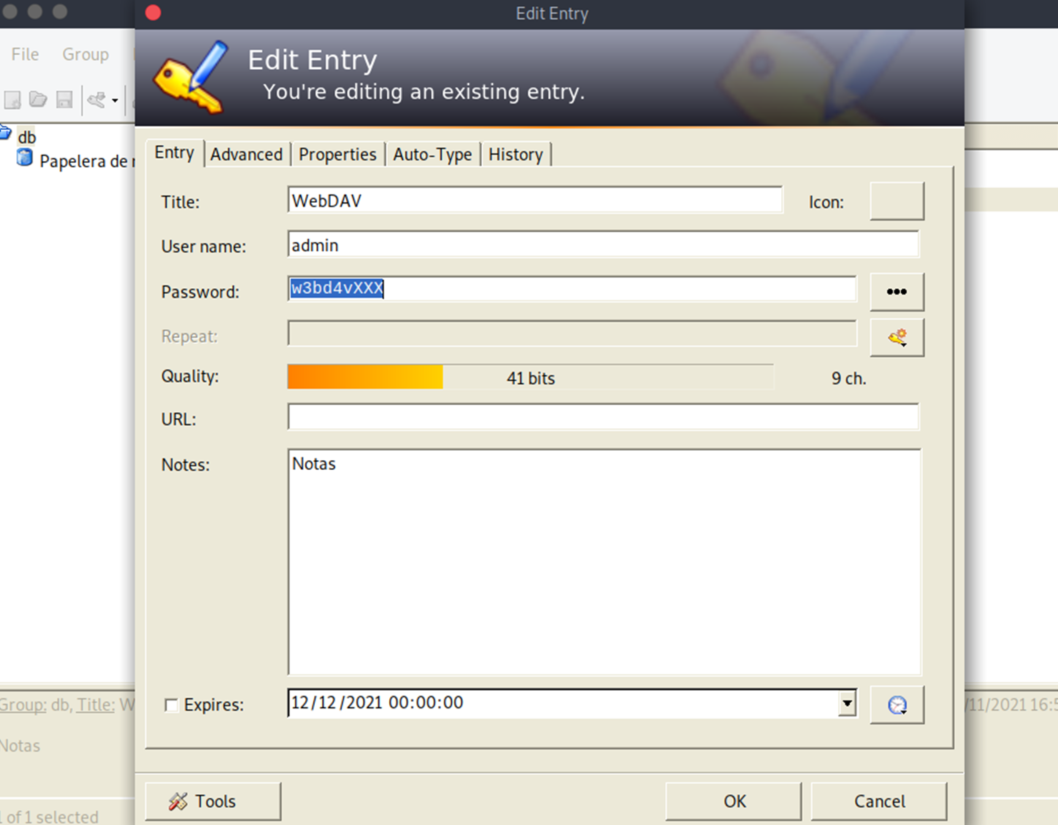 Edit Entry
File Group
Edit Entry
You're editing an existing entry.
db
Papelera de
Entry Advanced Properties Auto-Type History
Title: WebDAV Icon:
User name: admin
Password: w3bd4vXXX
Repeat:
Quality: 41 bits 9 ch.
URL:
Notes: Notas
Expires: 12/12/2021 00:00:00
Group: db, Title: W
/11/2021 16:5
Notas
of 1 selected
Tools OK Cancel